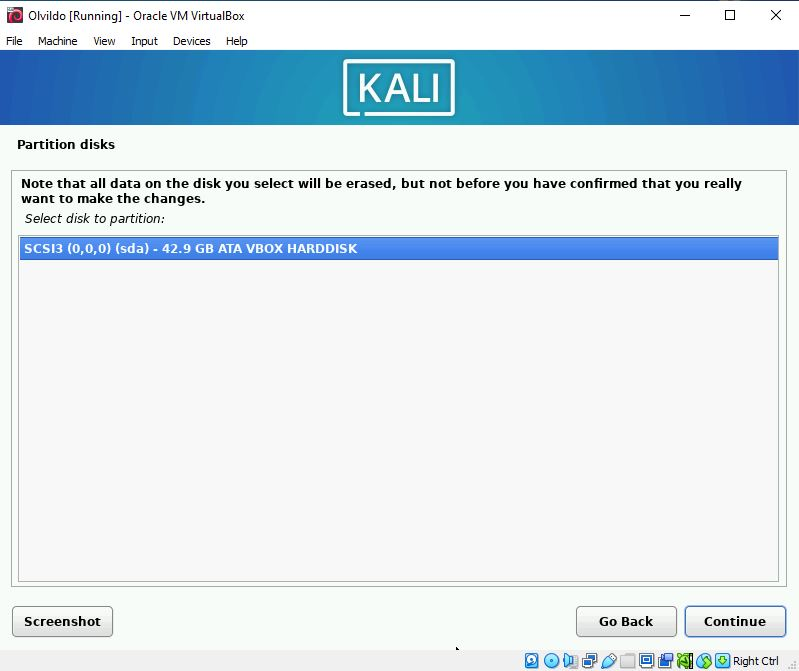 Olvildo [Running] - Oracle VM VirtualBox
File Machine View Input Devices Help
KALI
Partition disks
Note that all data on the disk you select will be erased, but not before you have confirmed that you really
want to make the changes.
Select disk to partition:
SCSI3 (0,0,0) (sda) - 42.9 GB ATA VBOX HARDDISK
Screenshot Go Back Continue
Right Ctrl